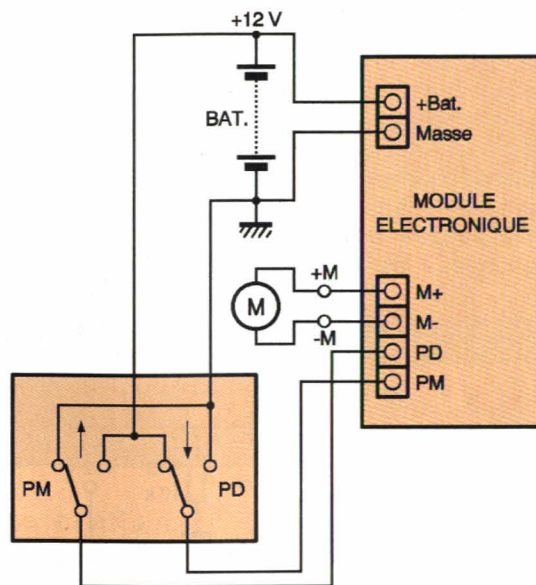 +12 V
BAT.
+Bat.
Masse
MODULE
ELECTRONIQUE
+M
M
-M
M+
M-
PD
PM
PM
PD